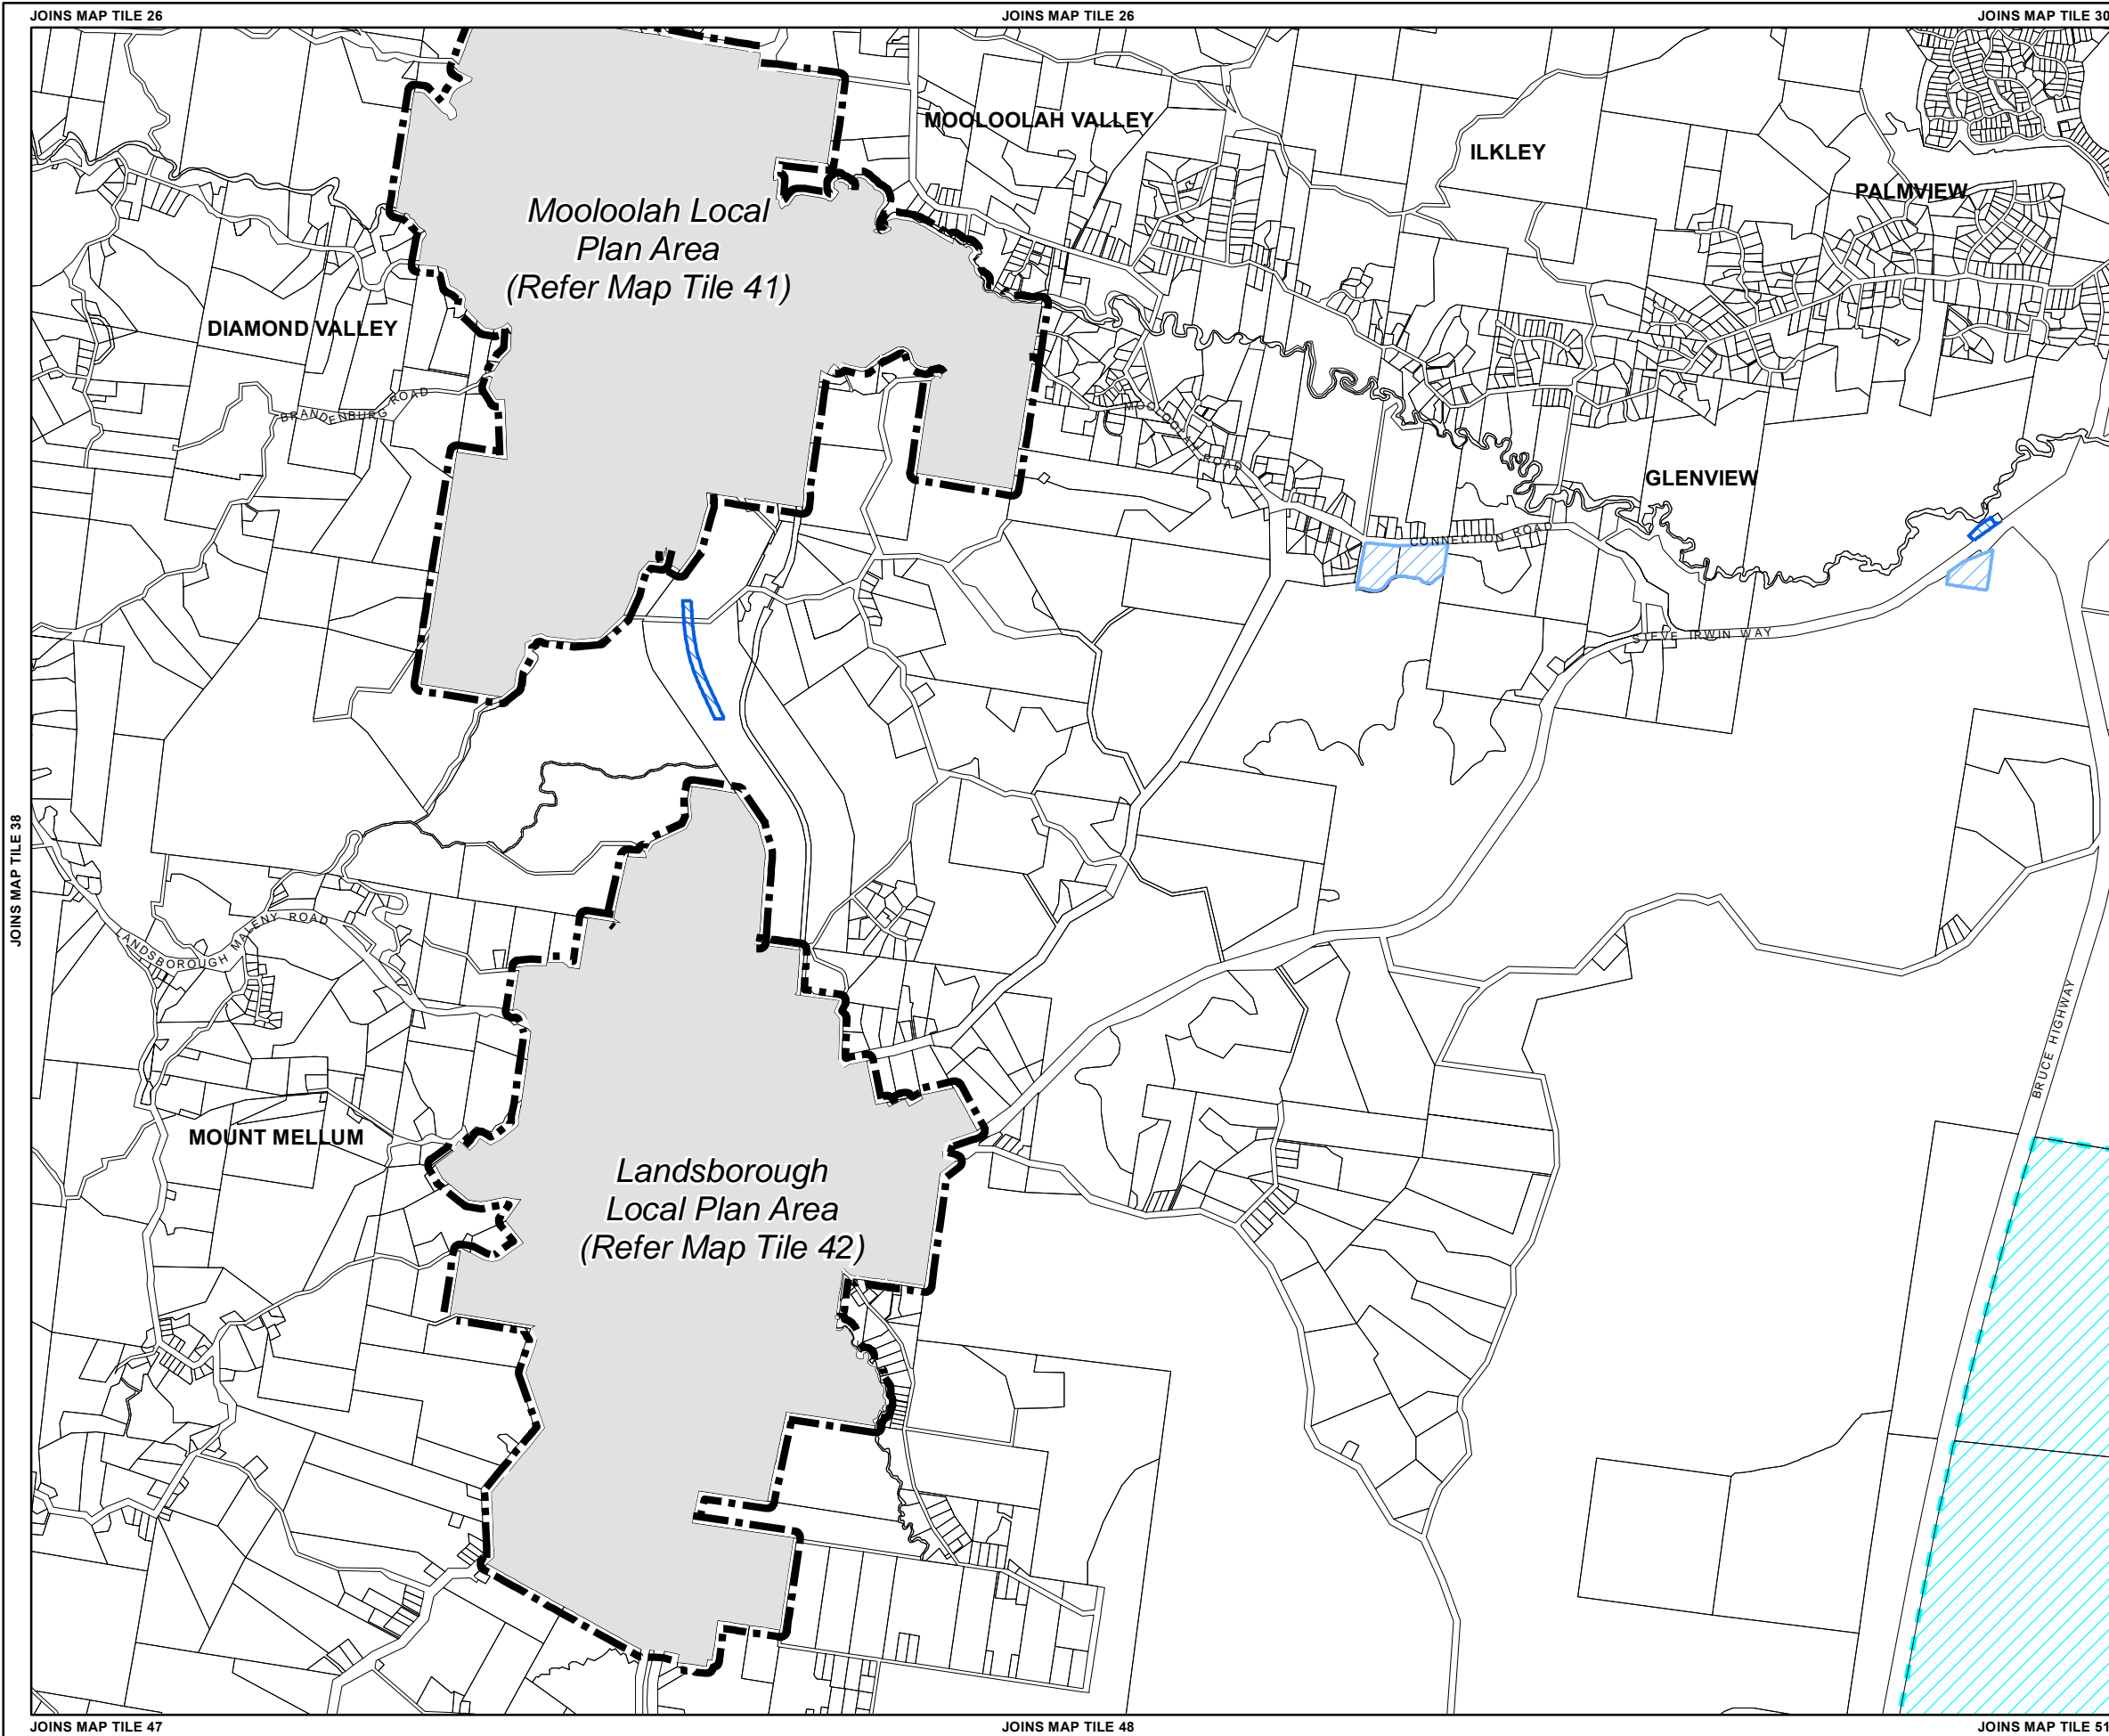 JOINS MAP TILE 26
JOINS MAP TILE 26
JOINS MAP TILE 30
MOOLOOLAH VALLEY
ILKLEY
PALMVIEW
Mooloolah Local
Plan Area
(Refer Map Tile 41)
DIAMOND VALLEY
BRANDENBURG ROAD
MOOLOOLAH ROAD
CONNECTION ROAD
GLENVIEW
STEVE IRWIN WAY
JOINS MAP TILE 38
LANDSBOROUGH MALENY ROAD
BRUCE HIGHWAY
MOUNT MELLUM
Landsborough
Local Plan Area
(Refer Map Tile 42)
JOINS MAP TILE 47
JOINS MAP TILE 48
JOINS MAP TILE 51